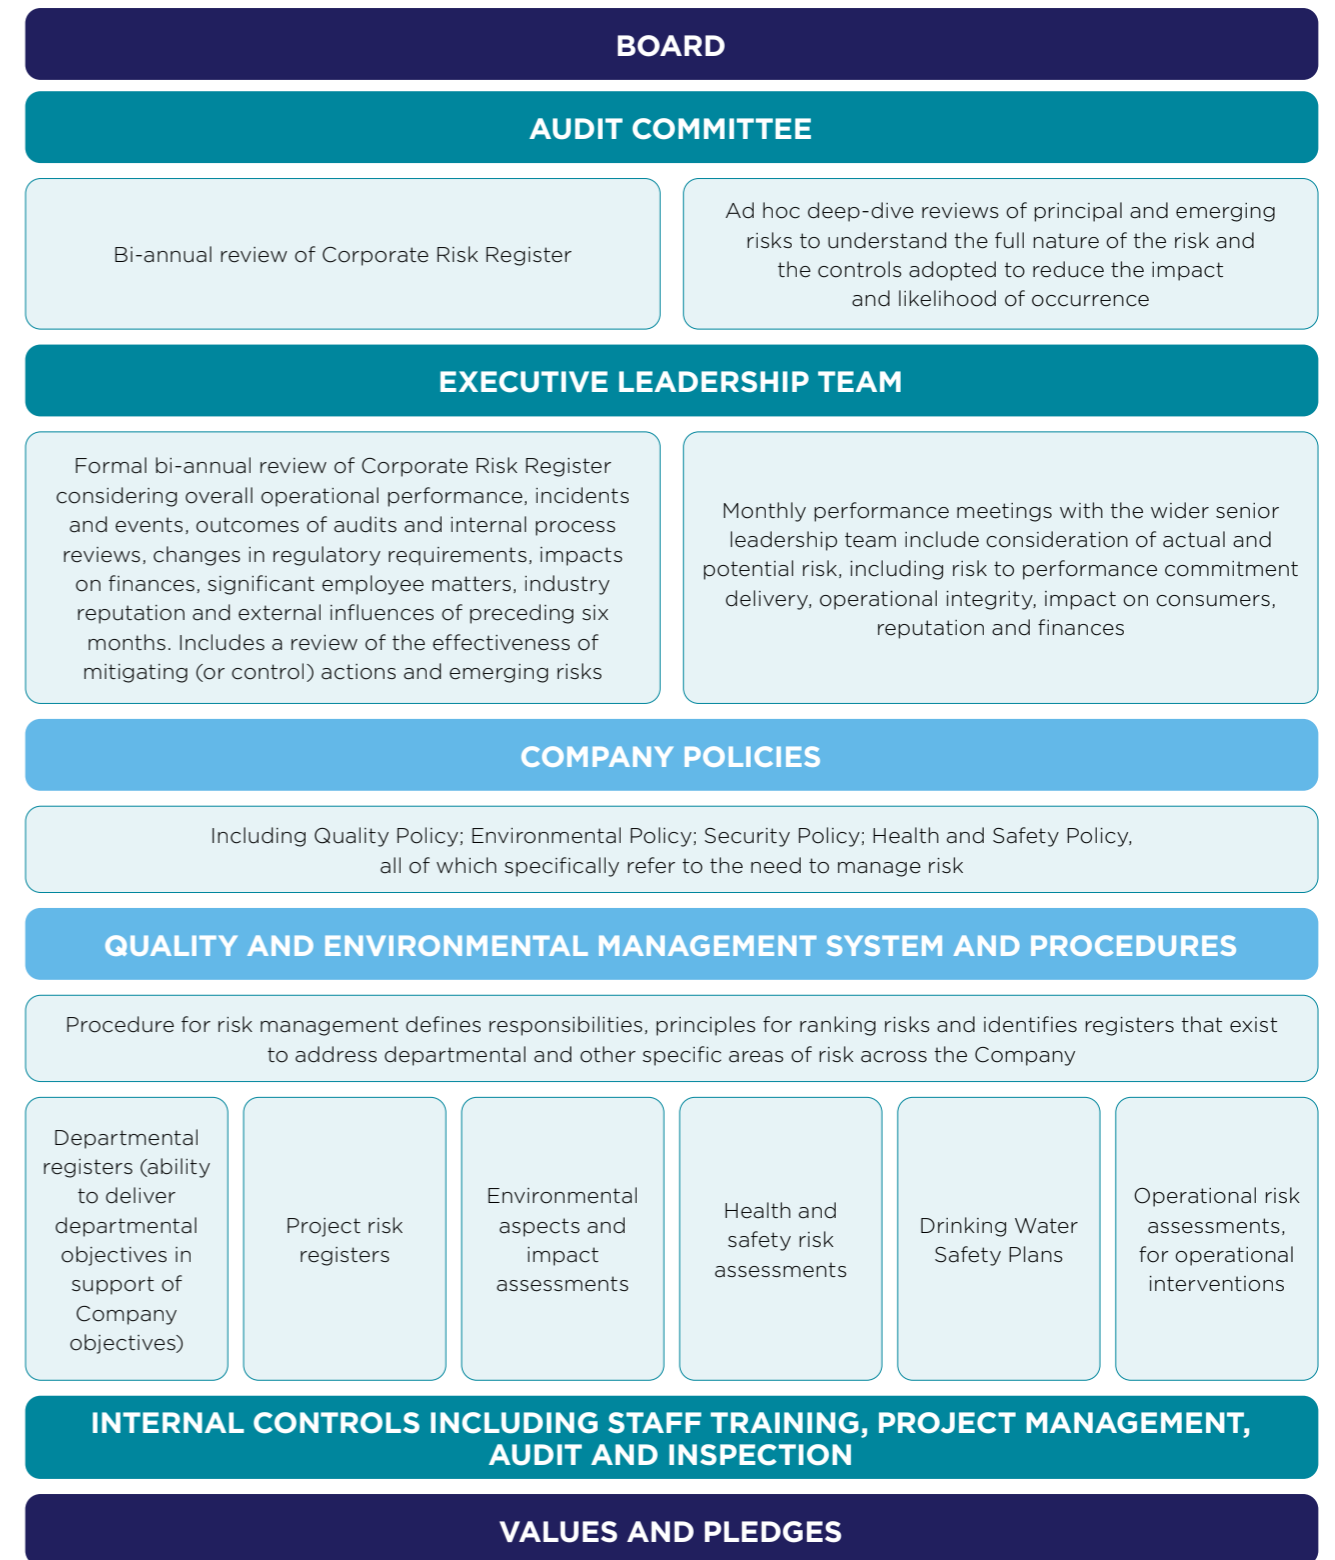 BOARD
AUDIT COMMITTEE
Bi-annual review of Corporate Risk Register
Ad hoc deep-dive reviews of principal and emerging
risks to understand the full nature of the risk and
the controls adopted to reduce the impact
and likelihood of occurrence
EXECUTIVE LEADERSHIP TEAM
Formal bi-annual review of Corporate Risk Register
considering overall operational performance, incidents
and events, outcomes of audits and internal process
reviews, changes in regulatory requirements, impacts
on finances, significant employee matters, industry
reputation and external influences of preceding six
months. Includes a review of the effectiveness of
mitigating (or control) actions and emerging risks
Monthly performance meetings with the wider senior
leadership team include consideration of actual and
potential risk, including risk to performance commitment
delivery, operational integrity, impact on consumers,
reputation and finances
COMPANY POLICIES
Including Quality Policy; Environmental Policy; Security Policy; Health and Safety Policy,
all of which specifically refer to the need to manage risk
QUALITY AND ENVIRONMENTAL MANAGEMENT SYSTEM AND PROCEDURES
Procedure for risk management defines responsibilities, principles for ranking risks and identifies registers that exist
to address departmental and other specific areas of risk across the Company
Departmental
registers (ability
to deliver
departmental
objectives in
support of
Company
objectives)
Project risk
registers
Environmental
aspects and
impact
assessments
Health and
safety risk
assessments
Drinking Water
Safety Plans
Operational risk
assessments,
for operational
interventions
INTERNAL CONTROLS INCLUDING STAFF TRAINING, PROJECT MANAGEMENT,
AUDIT AND INSPECTION
VALUES AND PLEDGES